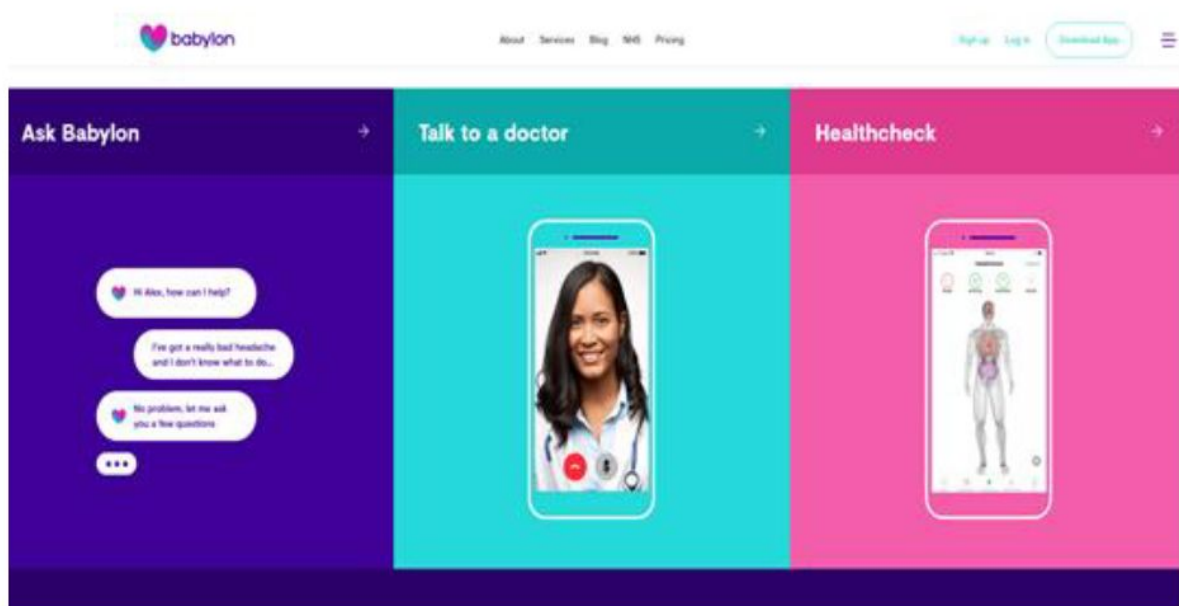 babylon
About Services Blog NHS Pricing
Sign up Log in Download App
Ask Babylon
Talk to a doctor
Healthcheck
Hi Alex, how can I help?
I've got a really bad headache
and I don't know what to do...
No problem, let me ask
you a few questions